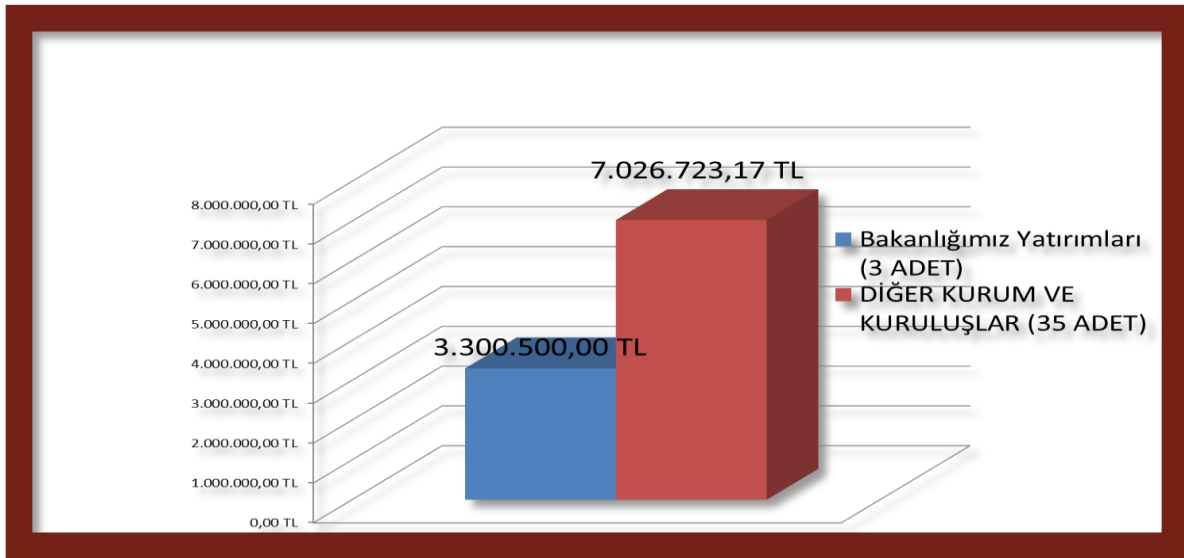 7.026.723,17 TL
3.300.500,00 TL
8.000.000,00 TL
7.000.000,00 TL
6.000.000,00 TL
5.000.000,00 TL
4.000.000,00 TL
3.000.000,00 TL
2.000.000,00 TL
1.000.000,00 TL
0,00 TL
Bakanlığımız Yatırımları
(3 ADET)
DİĞER KURUM VE
KURULUŞLAR (35 ADET)